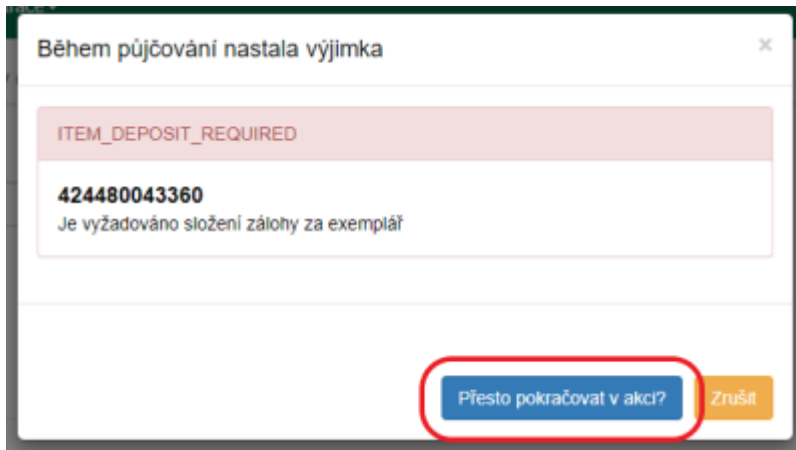 Během půjčování nastala výjimka
×
ITEM_DEPOSIT_REQUIRED
424480043360
Je vyžadováno složení zálohy za exemplář
Přesto pokračovat v akci? Zrušit